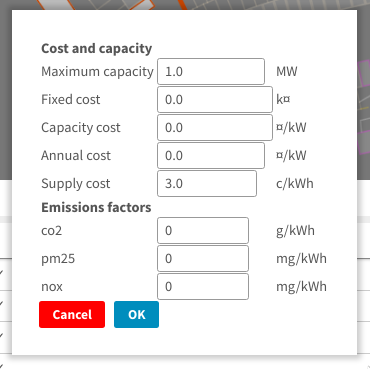 Cost and capacity
Maximum capacity 1.0 MW
Fixed cost 0.0 k¤
Capacity cost 0.0 ¤/kW
Annual cost 0.0 ¤/kW
Supply cost 3.0 c/kWh
Emissions factors
co2 0 g/kWh
pm25 0 mg/kWh
nox 0 mg/kWh
Cancel OK